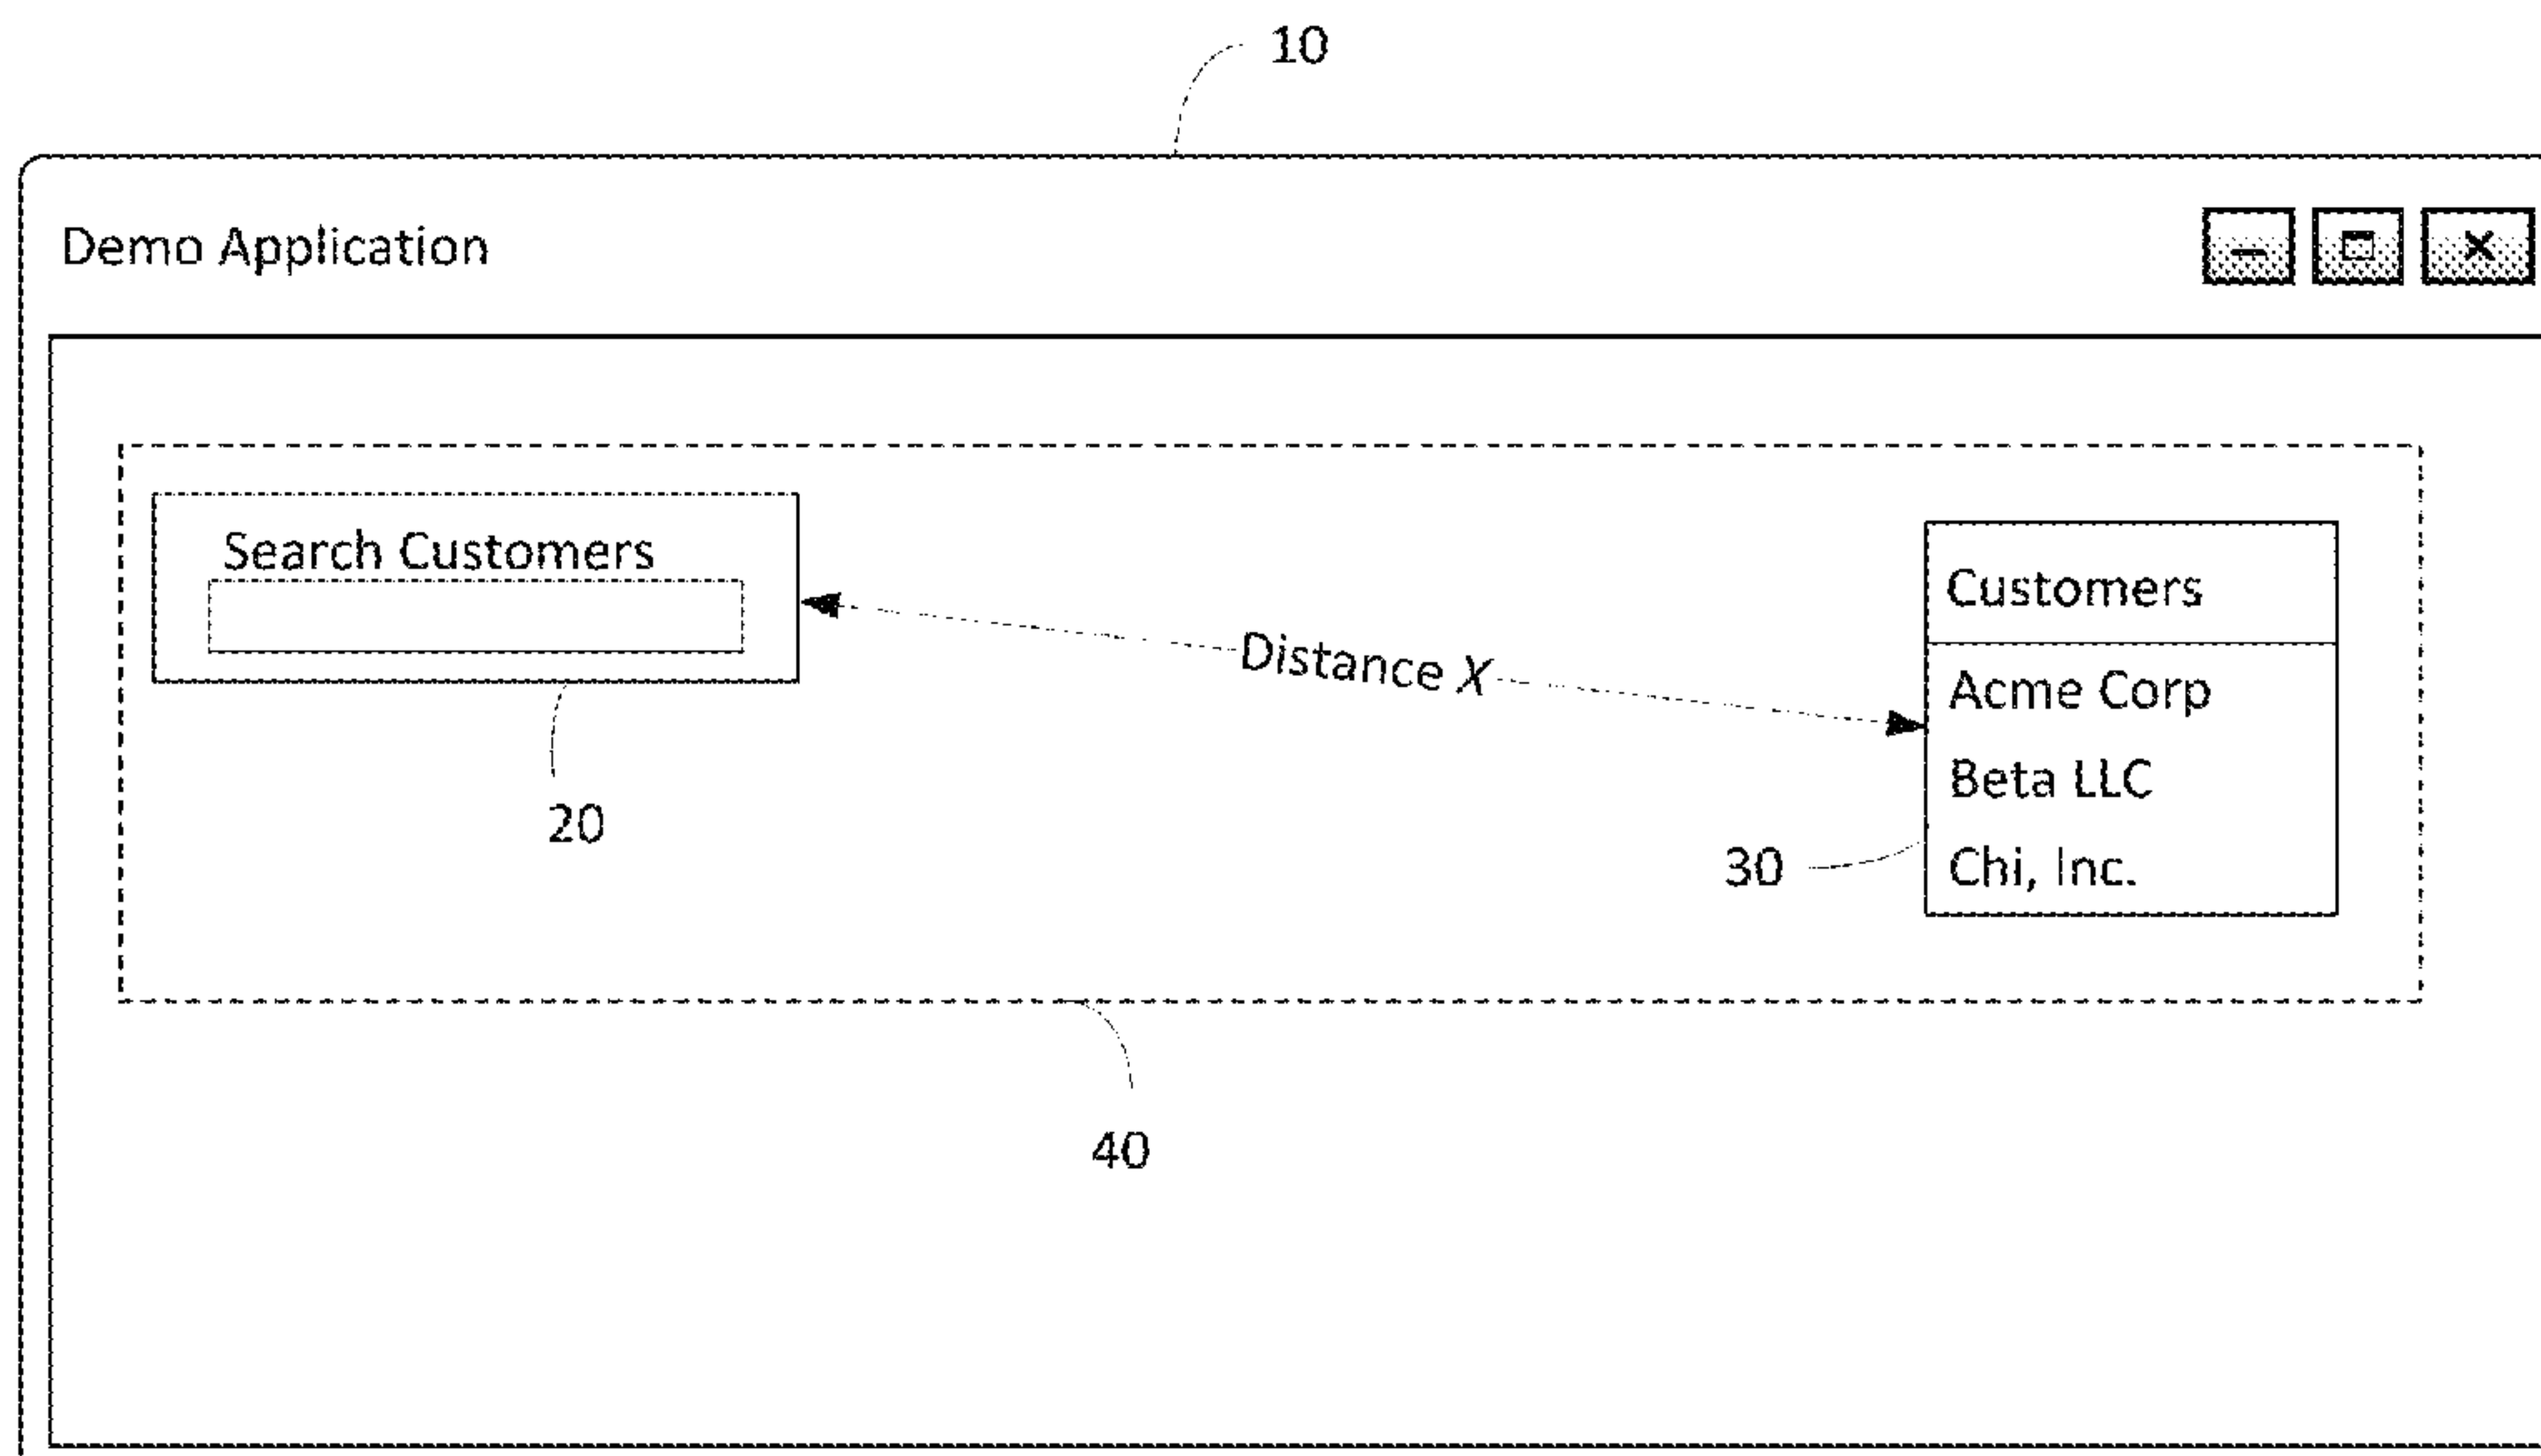 10
Demo Application
Search Customers
Distance X
Customers
Acme Corp
Beta LLC
Chi, Inc.
20
30
40